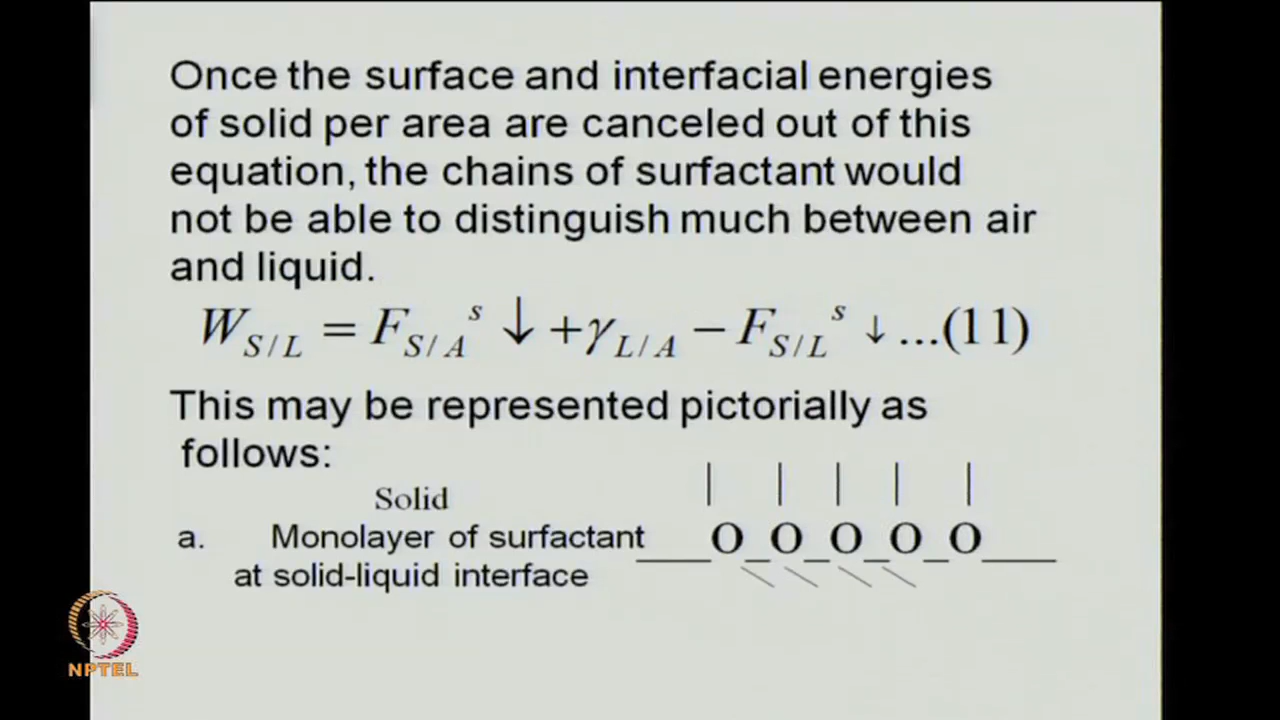 Once the surface and interfacial energies
of solid per area are canceled out of this
equation, the chains of surfactant would
not be able to distinguish much between air
and liquid.
W_{S/L} = F_{S/A}^{s} ↓ +γ_{L/A} − F_{S/L}^{s} ↓ ...(11)
This may be represented pictorially as
follows:
Solid
a. Monolayer of surfactant
at solid-liquid interface
O O O O O
NPTEL